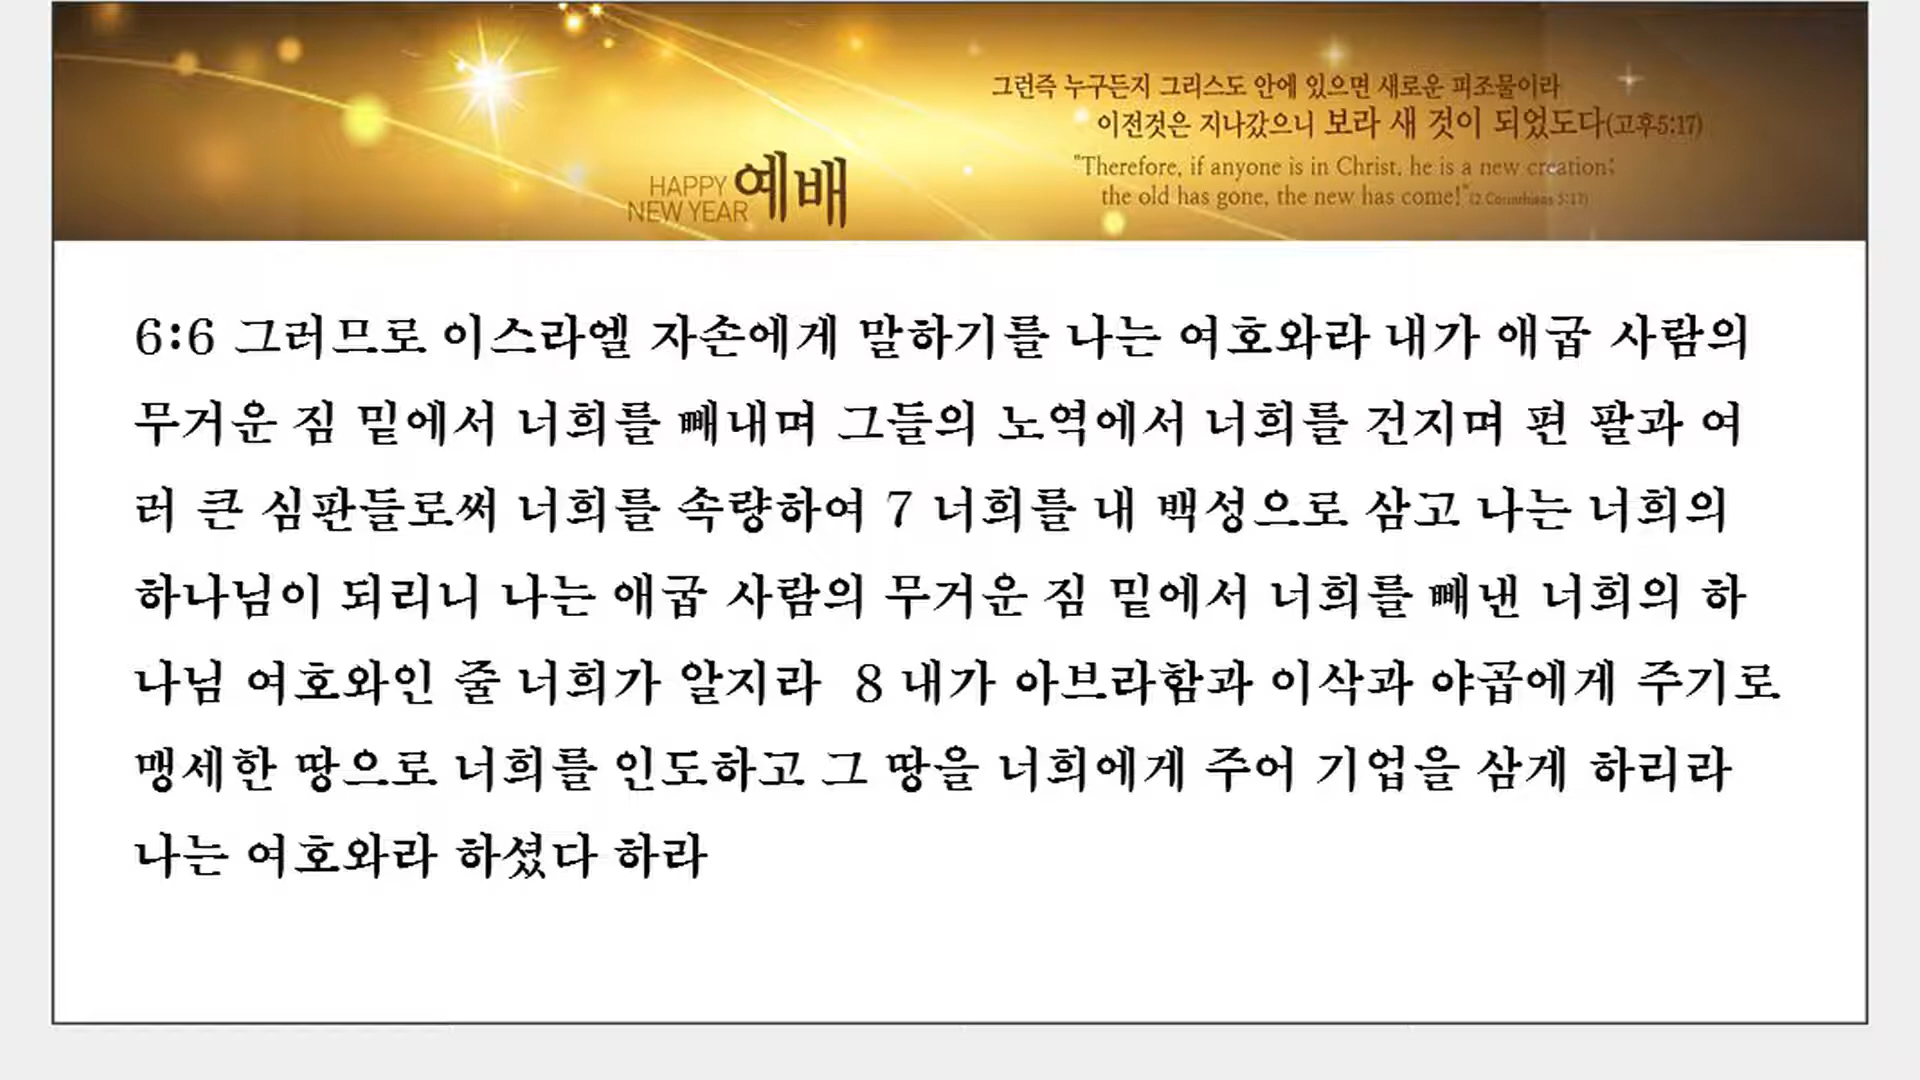 그런즉 누구든지 그리스도 안에 있으면 새로운 피조물이라
이전것은 지나갔으니 보라 새 것이 되었도다(고후5:17)
"Therefore, if anyone is in Christ, he is a new creation;
the old has gone, the new has come!"(2 Corinthians 5:17)
HAPPY
NEW YEAR 예배
6:6 그러므로 이스라엘 자손에게 말하기를 나는 여호와라 내가 애굽 사람의
무거운 짐 밑에서 너희를 빼내며 그들의 노역에서 너희를 건지며 편 팔과 여
러 큰 심판들로써 너희를 속량하여 7 너희를 내 백성으로 삼고 나는 너희의
하나님이 되리니 나는 애굽 사람의 무거운 짐 밑에서 너희를 빼낸 너희의 하
나님 여호와인 줄 너희가 알지라 8 내가 아브라함과 이삭과 야곱에게 주기로
맹세한 땅으로 너희를 인도하고 그 땅을 너희에게 주어 기업을 삼게 하리라
나는 여호와라 하셨다 하라